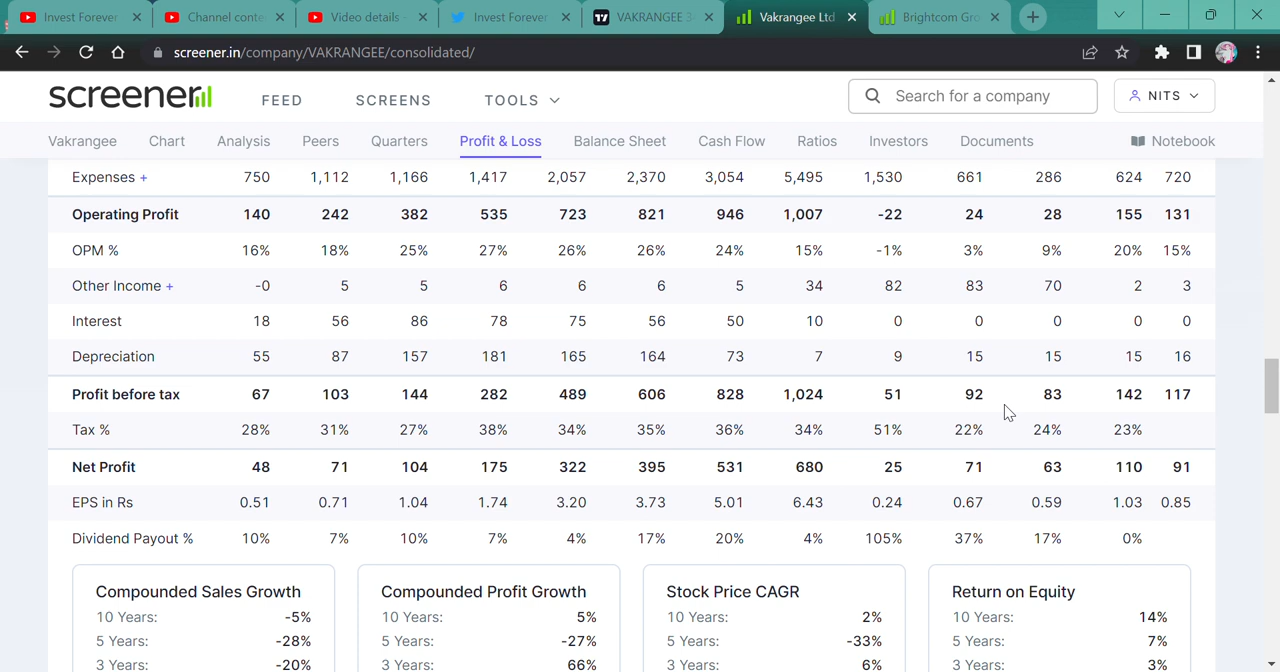 Invest Forever
Channel conte
Video details -
Invest Forever
VAKRANGEE 3
Vakrangee Ltd
Brightcom Gro
screener.in/company/VAKRANGEE/consolidated/
screener
FEED
SCREENS
TOOLS
Search for a company
NITS
Vakrangee Chart Analysis Peers Quarters Profit & Loss Balance Sheet Cash Flow Ratios Investors Documents Notebook
Expenses + 750 1,112 1,166 1,417 2,057 2,370 3,054 5,495 1,530 661 286 624 720
Operating Profit 140 242 382 535 723 821 946 1,007 -22 24 28 155 131
OPM % 16% 18% 25% 27% 26% 26% 24% 15% -1% 3% 9% 20% 15%
Other Income + -0 5 5 6 6 6 5 34 82 83 70 2 3
Interest 18 56 86 78 75 56 50 10 0 0 0 0 0
Depreciation 55 87 157 181 165 164 73 7 9 15 15 15 16
Profit before tax 67 103 144 282 489 606 828 1,024 51 92 83 142 117
Tax % 28% 31% 27% 38% 34% 35% 36% 34% 51% 22% 24% 23%
Net Profit 48 71 104 175 322 395 531 680 25 71 63 110 91
EPS in Rs 0.51 0.71 1.04 1.74 3.20 3.73 5.01 6.43 0.24 0.67 0.59 1.03 0.85
Dividend Payout % 10% 7% 10% 7% 4% 17% 20% 4% 105% 37% 17% 0%
Compounded Sales Growth
10 Years: -5%
5 Years: -28%
3 Years: -20%
Compounded Profit Growth
10 Years: 5%
5 Years: -27%
3 Years: 66%
Stock Price CAGR
10 Years: 2%
5 Years: -33%
3 Years: 6%
Return on Equity
10 Years: 14%
5 Years: 7%
3 Years: 3%